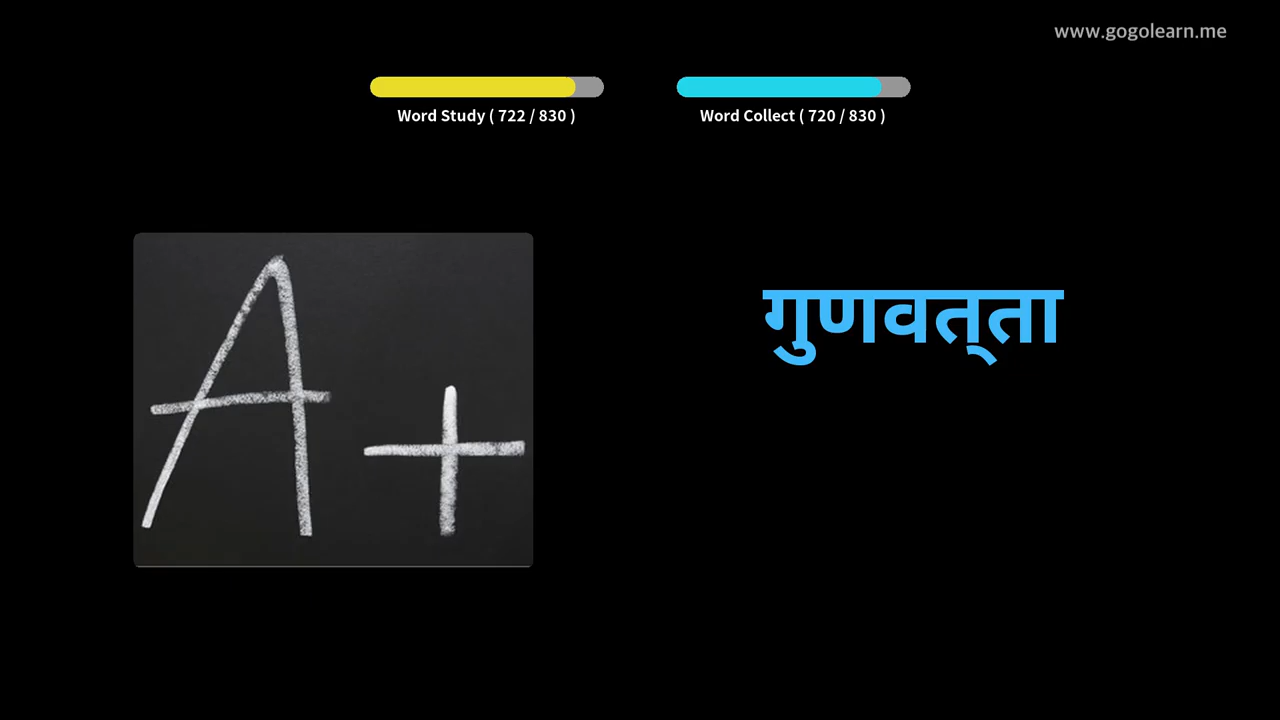 www.gogolearn.me
Word Study ( 722 / 830 )
Word Collect ( 720 / 830 )
A+
गुणवत्‌ता